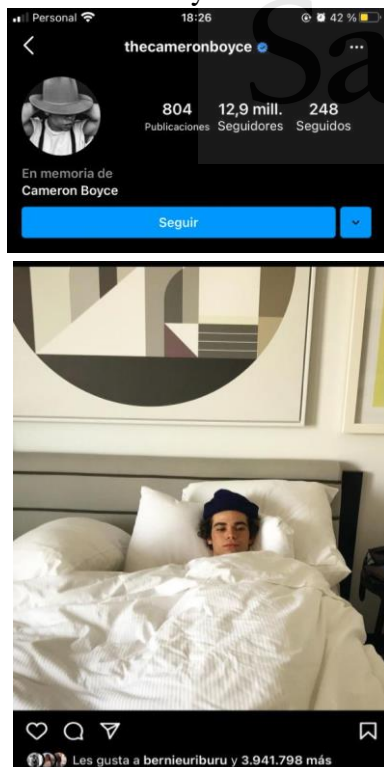 Personal 18:26 42 %
thecameronboyce
804 12,9 mill. 248
Publicaciones Seguidores Seguidos
En memoria de
Cameron Boyce
Seguir
Sa
Les gusta a bernieuriburu y 3.941.798 más